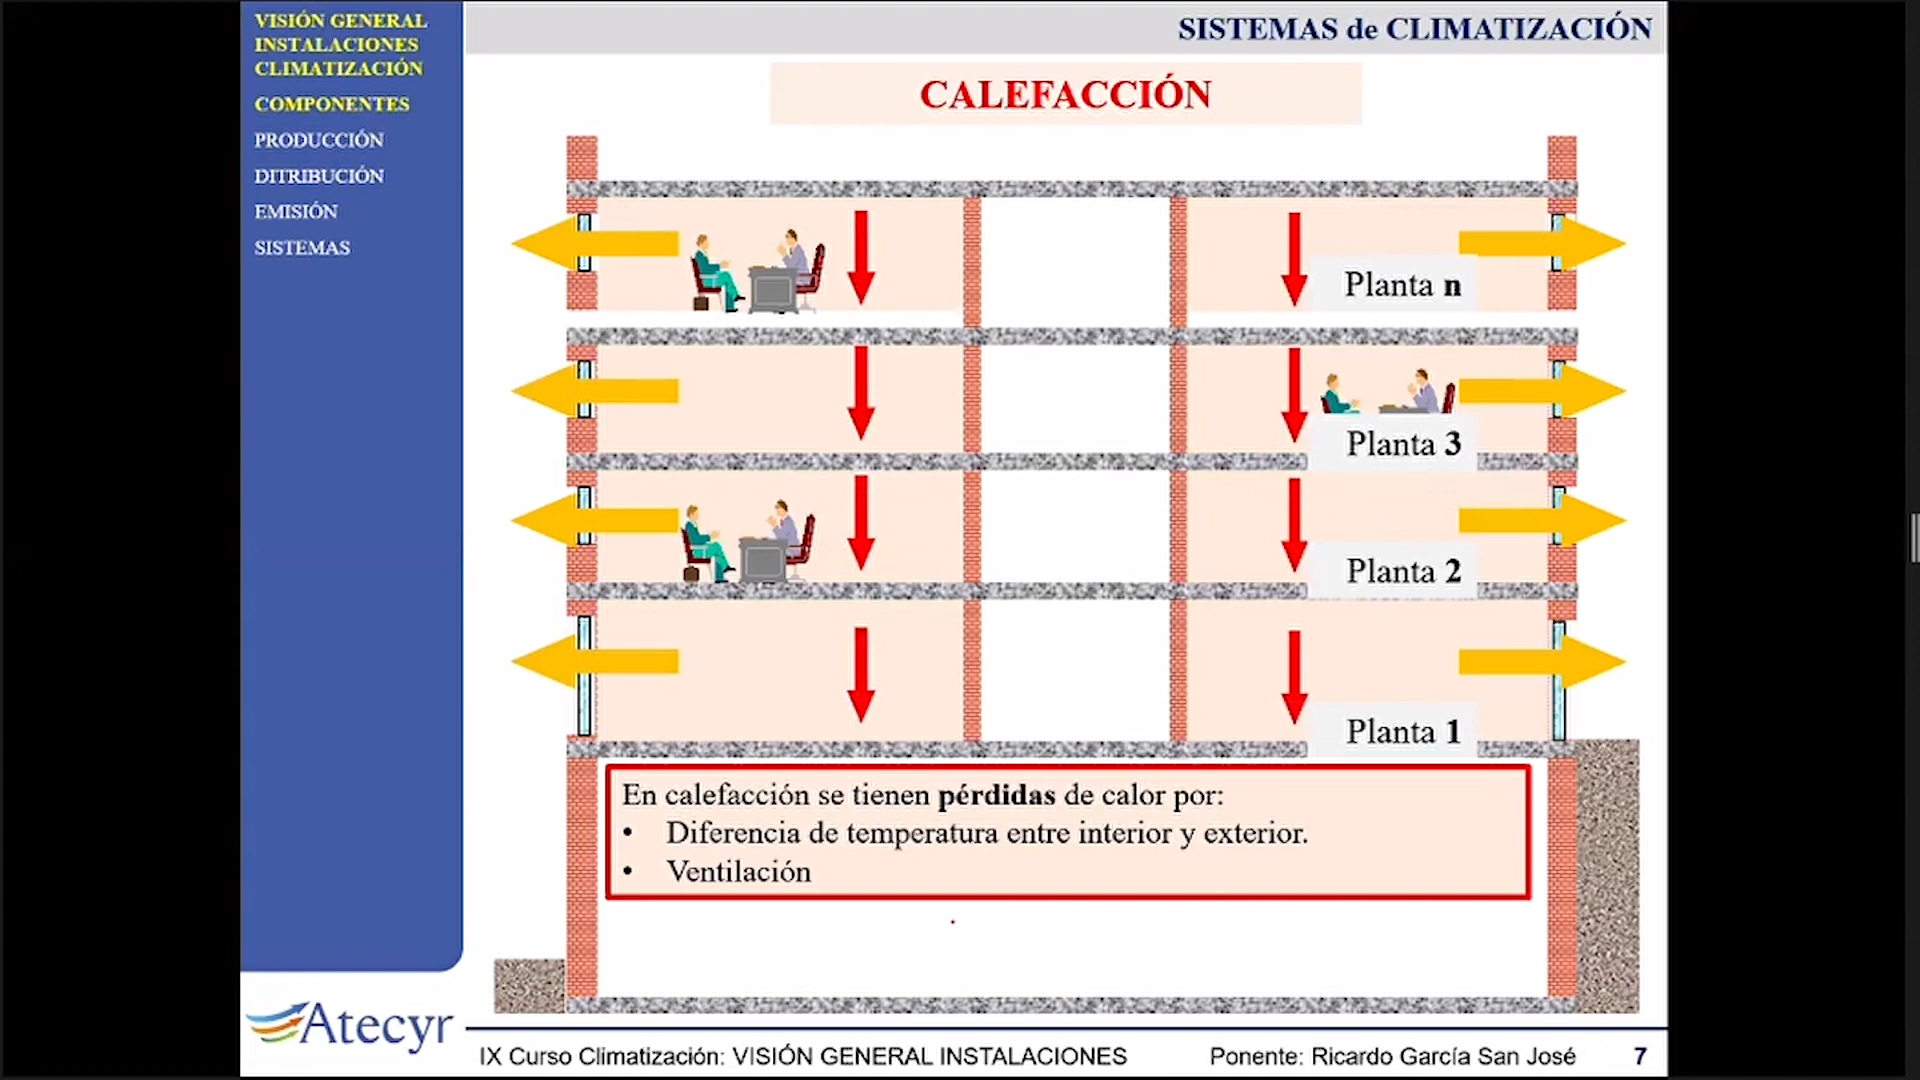 VISIÓN GENERAL
INSTALACIONES
CLIMATIZACIÓN
COMPONENTES
PRODUCCIÓN
DITRIBUCIÓN
EMISIÓN
SISTEMAS
SISTEMAS de CLIMATIZACIÓN
CALEFACCIÓN
Planta n
Planta 3
Planta 2
Planta 1
En calefacción se tienen pérdidas de calor por:
• Diferencia de temperatura entre interior y exterior.
• Ventilación
Atecyr
IX Curso Climatización: VISIÓN GENERAL INSTALACIONES
Ponente: Ricardo García San José
7